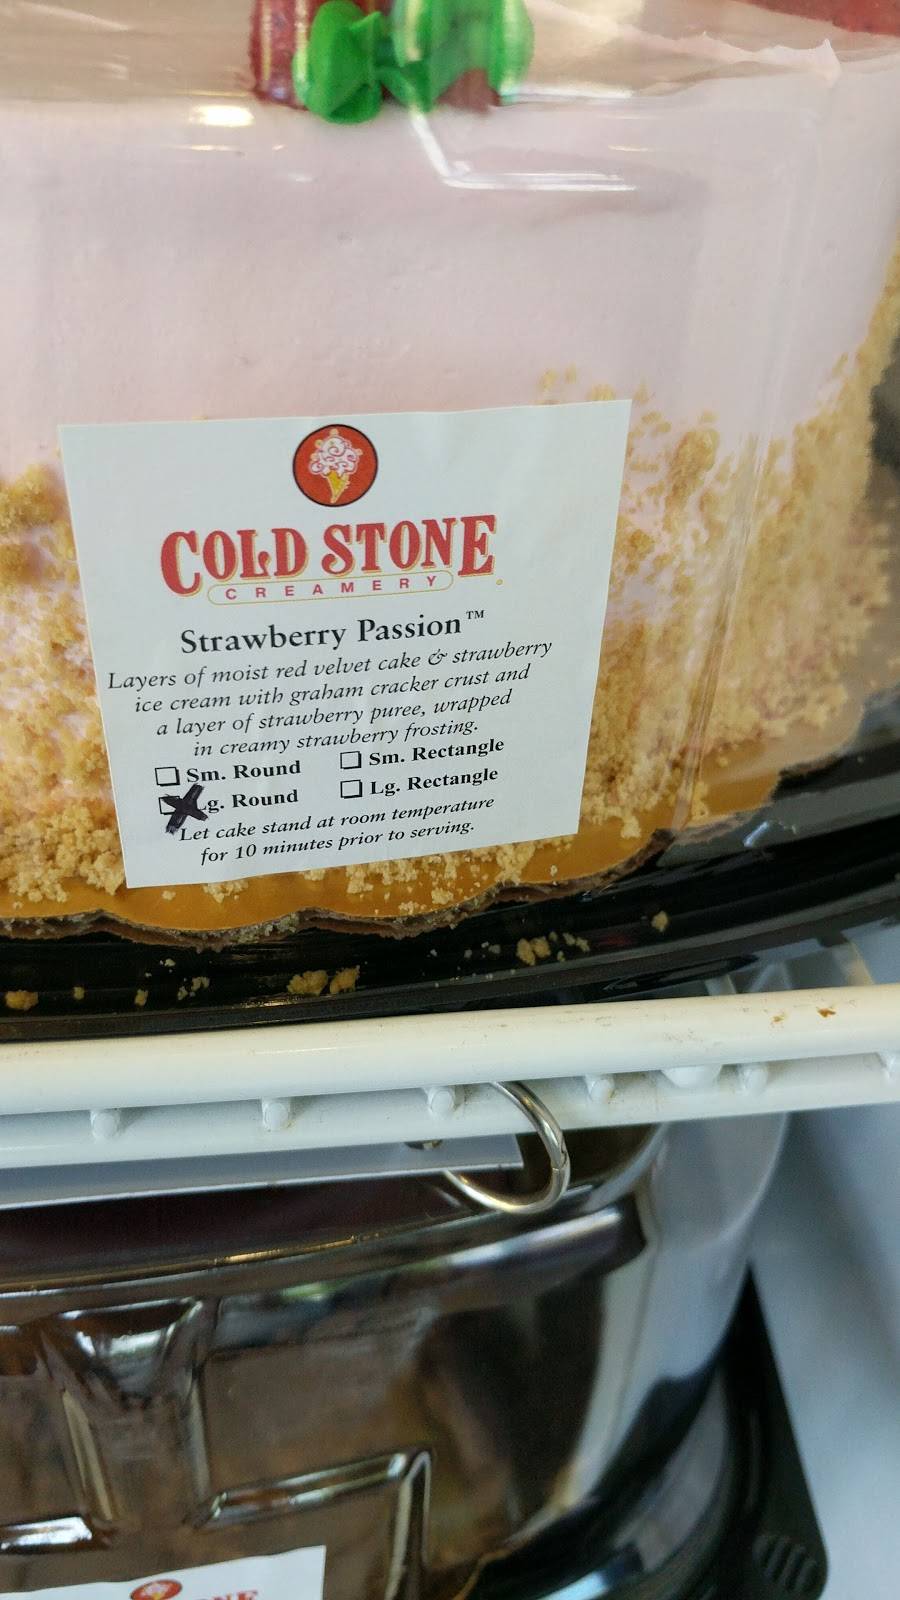 COLD STONE
CREAMERY
Strawberry Passion™
Layers of moist red velvet cake & strawberry
ice cream with graham cracker crust and
a layer of strawberry puree, wrapped
in creamy strawberry frosting.
☐ Sm. Round ☐ Sm. Rectangle
☒ Lg. Round ☐ Lg. Rectangle
Let cake stand at room temperature
for 10 minutes prior to serving.